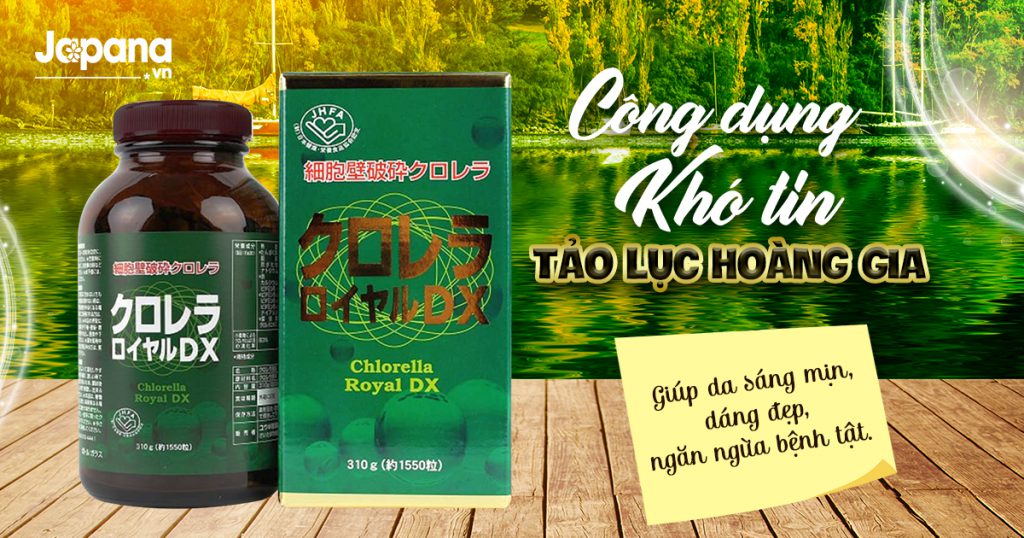 Japana
.vn
Công dụng
Khó tin
TẢO LỤC HOÀNG GIA
Giúp da sáng mịn,
dáng đẹp,
ngăn ngừa bệnh tật.
JHFA
細胞壁破砕クロレラ
クロレラ
ロイヤルDX
Chlorella
Royal DX
310g(約1550粒)
細胞壁破砕クロレラ
クロレラ
ロイヤルDX
Chlorella
Royal DX
JHFA
310g(約1550粒)